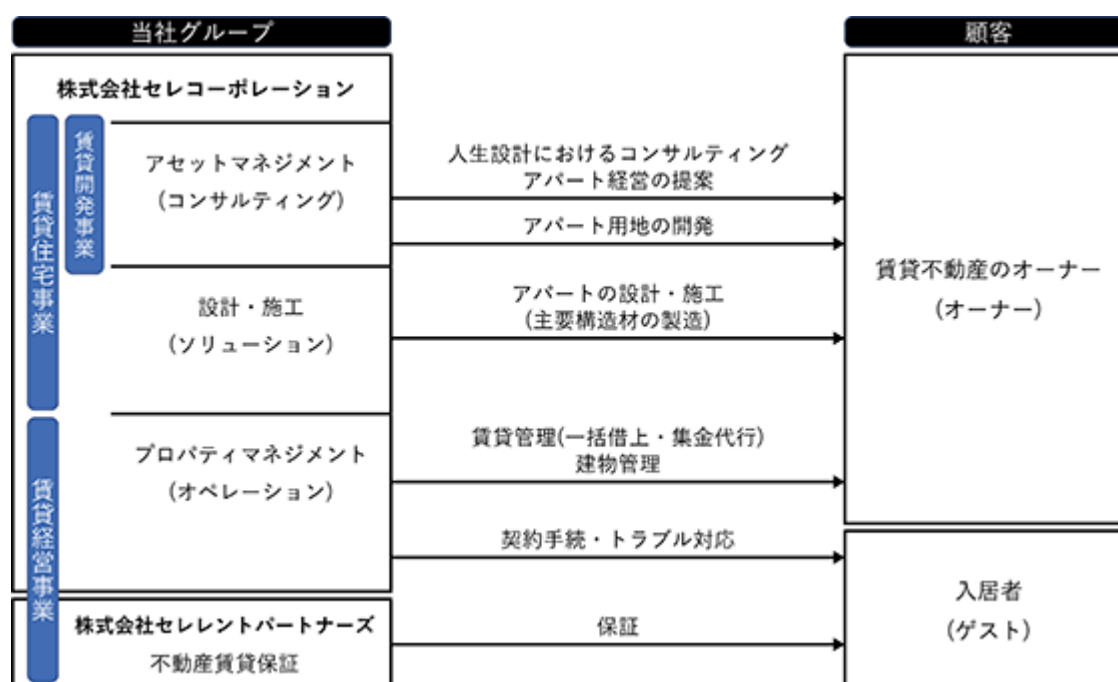 当社グループ
顧客
株式会社セレコーポレーション
賃貸住宅事業
賃貸開発事業
アセットマネジメント
(コンサルティング)
人生設計におけるコンサルティング
アパート経営の提案
アパート用地の開発
設計・施工
(ソリューション)
アパートの設計・施工
(主要構造材の製造)
賃貸不動産のオーナー
(オーナー)
賃貸経営事業
プロパティマネジメント
(オペレーション)
賃貸管理(一括借上・集金代行)
建物管理
契約手続・トラブル対応
株式会社セレレントパートナーズ
不動産賃貸保証
保証
入居者
(ゲスト)